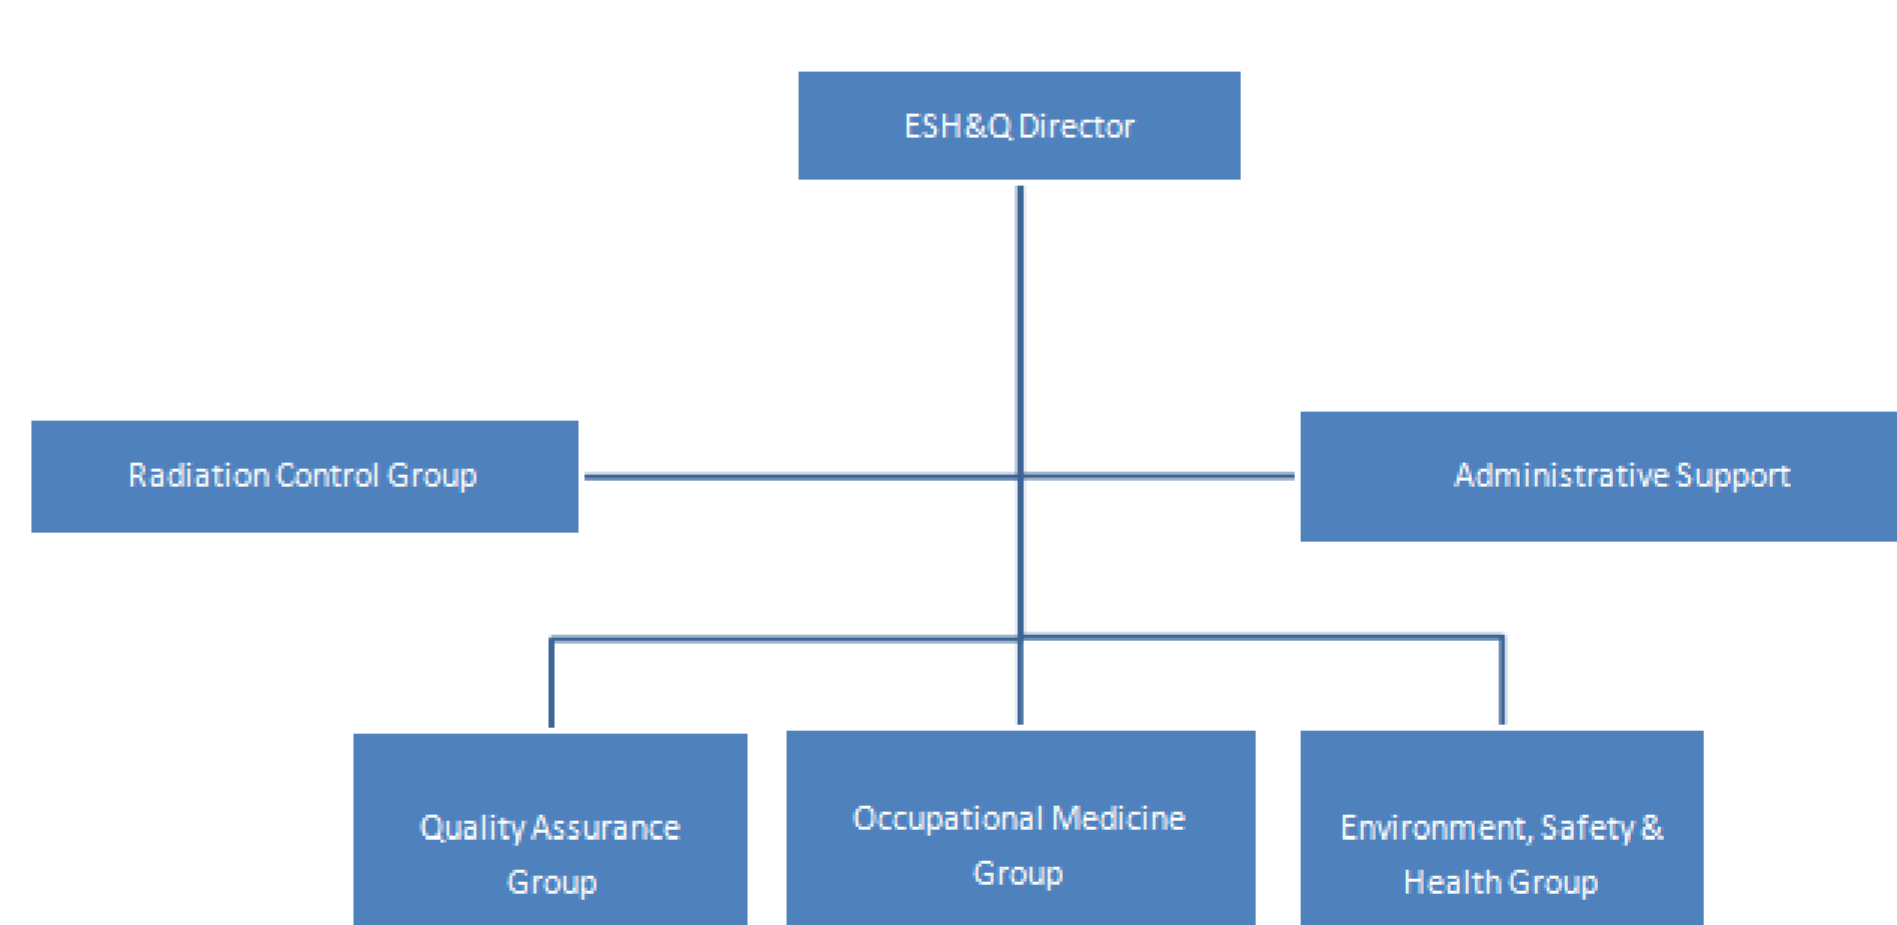 ESH&Q Director
Radiation Control Group
Administrative Support
Quality Assurance
Group
Occupational Medicine
Group
Environment, Safety &
Health Group